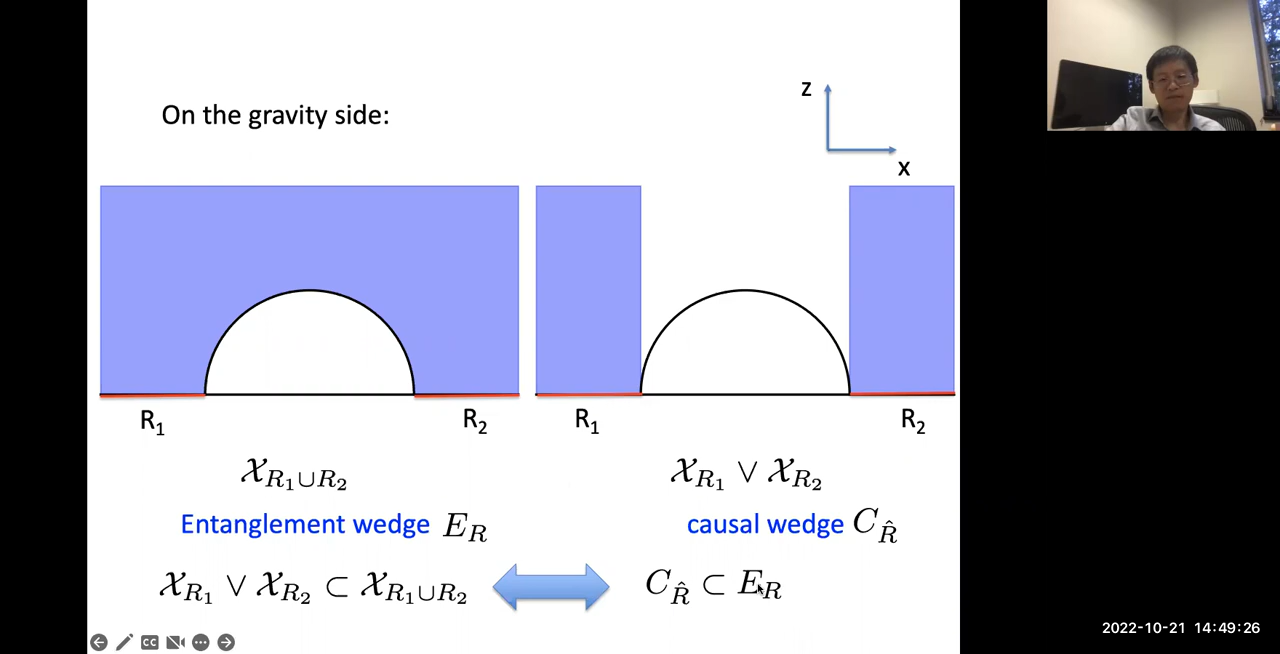 On the gravity side:
z
x
R₁ R₂ R₁ R₂
𝒳_{R₁∪R₂} 𝒳_{R₁} ∨ 𝒳_{R₂}
Entanglement wedge E_R causal wedge C_{R̂}
𝒳_{R₁} ∨ 𝒳_{R₂} ⊂ 𝒳_{R₁∪R₂} C_{R̂} ⊂ E_R
CC
2022-10-21 14:49:26